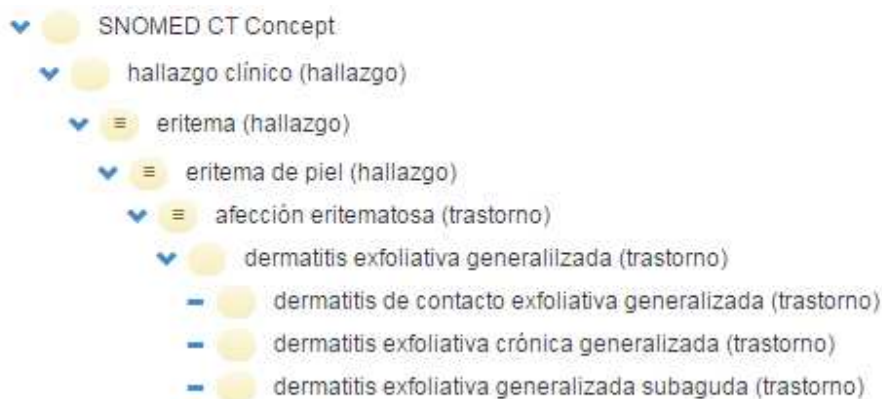 SNOMED CT Concept
hallazgo clínico (hallazgo)
≡ eritema (hallazgo)
≡ eritema de piel (hallazgo)
≡ afección eritematosa (trastorno)
dermatitis exfoliativa generalilzada (trastorno)
dermatitis de contacto exfoliativa generalizada (trastorno)
dermatitis exfoliativa crónica generalizada (trastorno)
dermatitis exfoliativa generalizada subaguda (trastorno)